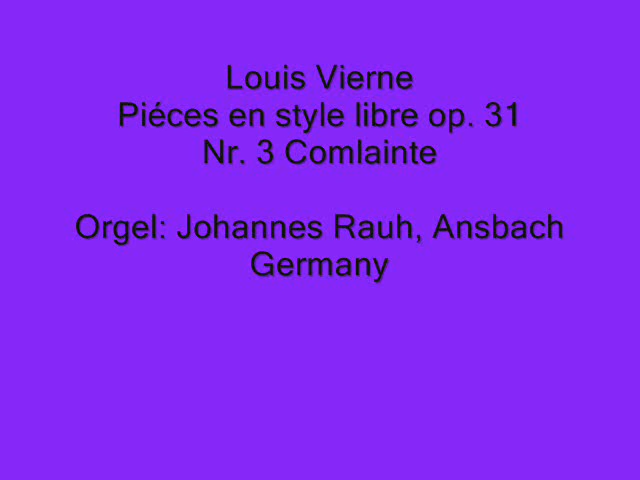 Louis Vierne
Piéces en style libre op. 31
Nr. 3 Comlainte
Orgel: Johannes Rauh, Ansbach
Germany